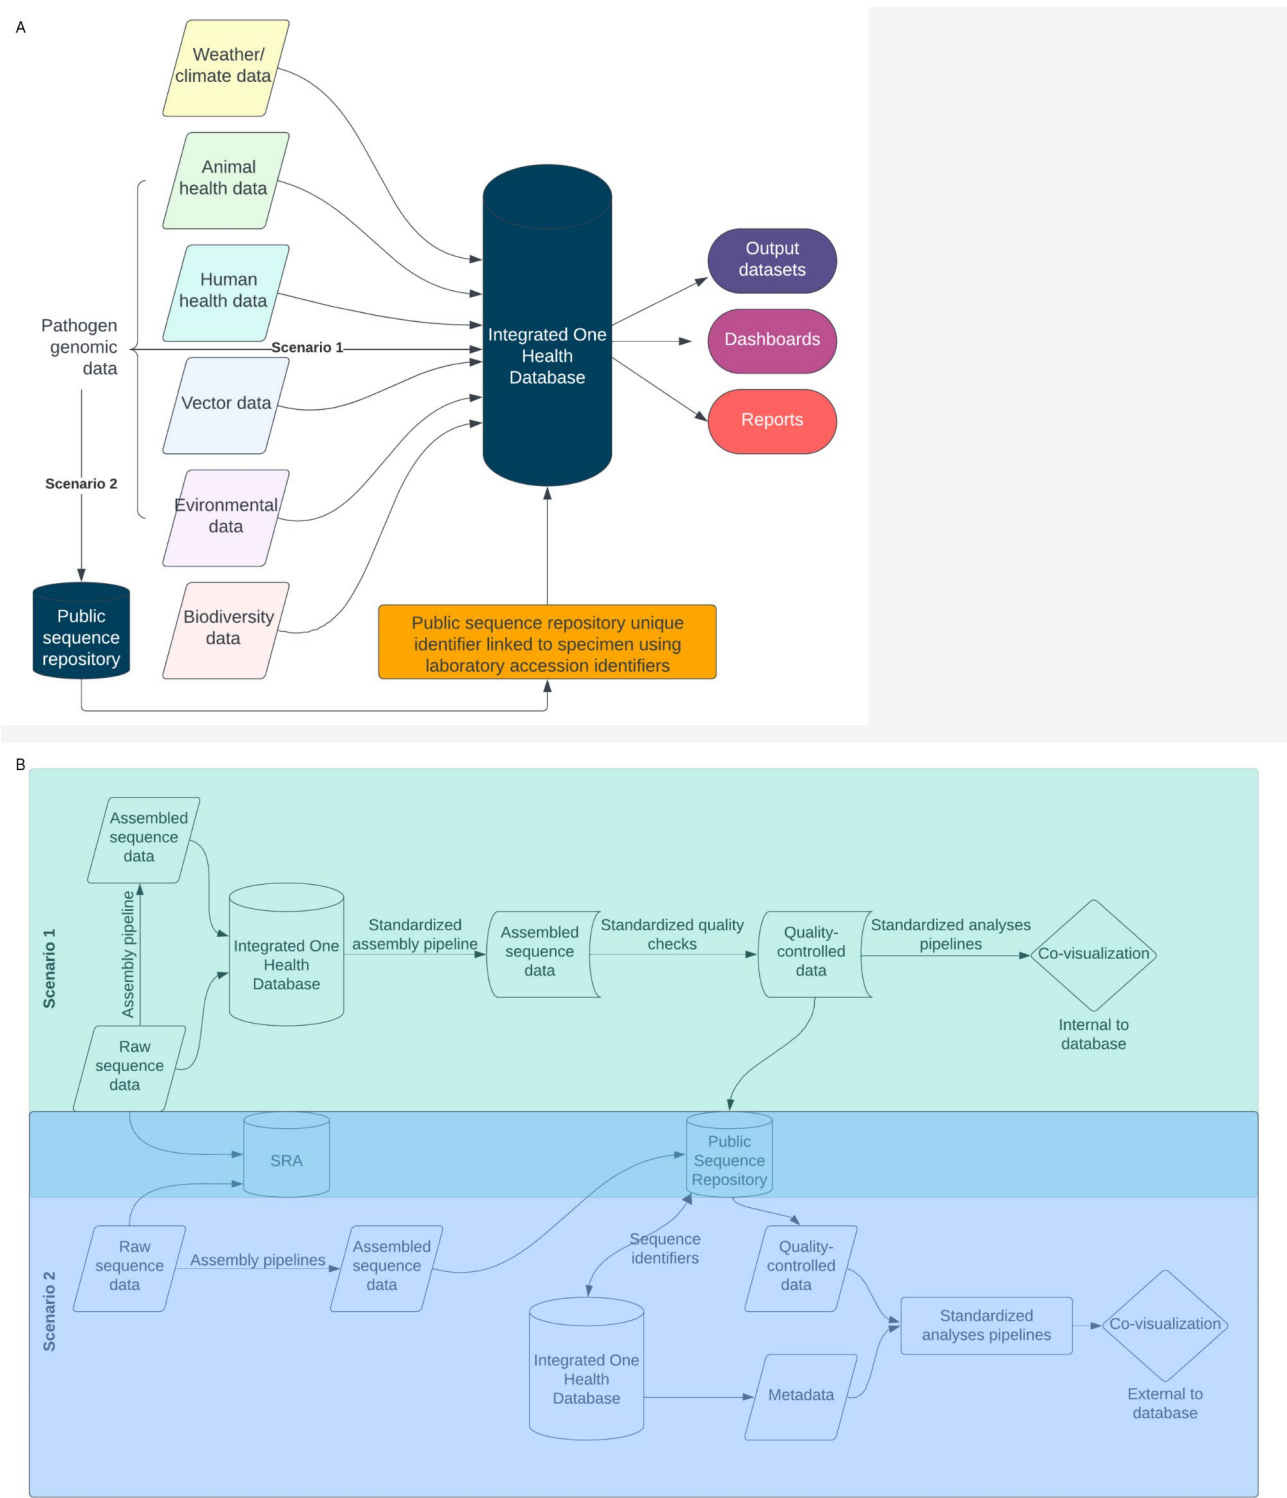 A
Weather/
climate data
Animal
health data
Human
health data
Pathogen
genomic
data
Scenario 1
Vector data
Scenario 2
Evironmental
data
Biodiversity
data
Public
sequence
repository
Integrated One
Health
Database
Output
datasets
Dashboards
Reports
Public sequence repository unique
identifier linked to specimen using
laboratory accession identifiers
B
Scenario 1
Assembled
sequence
data
Assembly pipeline
Raw
sequence
data
Integrated One
Health
Database
Standardized
assembly pipeline
Assembled
sequence
data
Standardized quality
checks
Quality-
controlled
data
Standardized analyses
pipelines
Co-visualization
Internal to
database
SRA
Public
Sequence
Repository
Scenario 2
Raw
sequence
data
Assembly pipelines
Assembled
sequence
data
Sequence
identifiers
Integrated One
Health
Database
Quality-
controlled
data
Metadata
Standardized
analyses pipelines
Co-visualization
External to
database